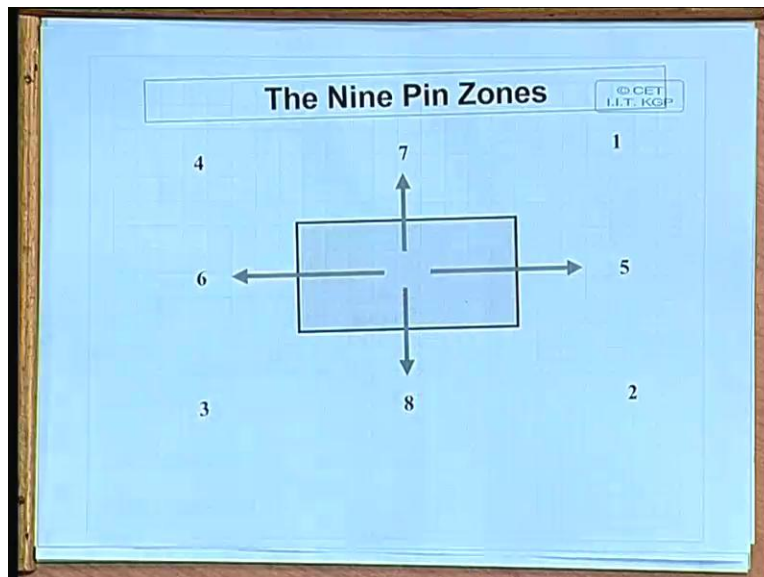 The Nine Pin Zones
© CET
I.I.T. KGP
4 7 1
6 5
3 8 2